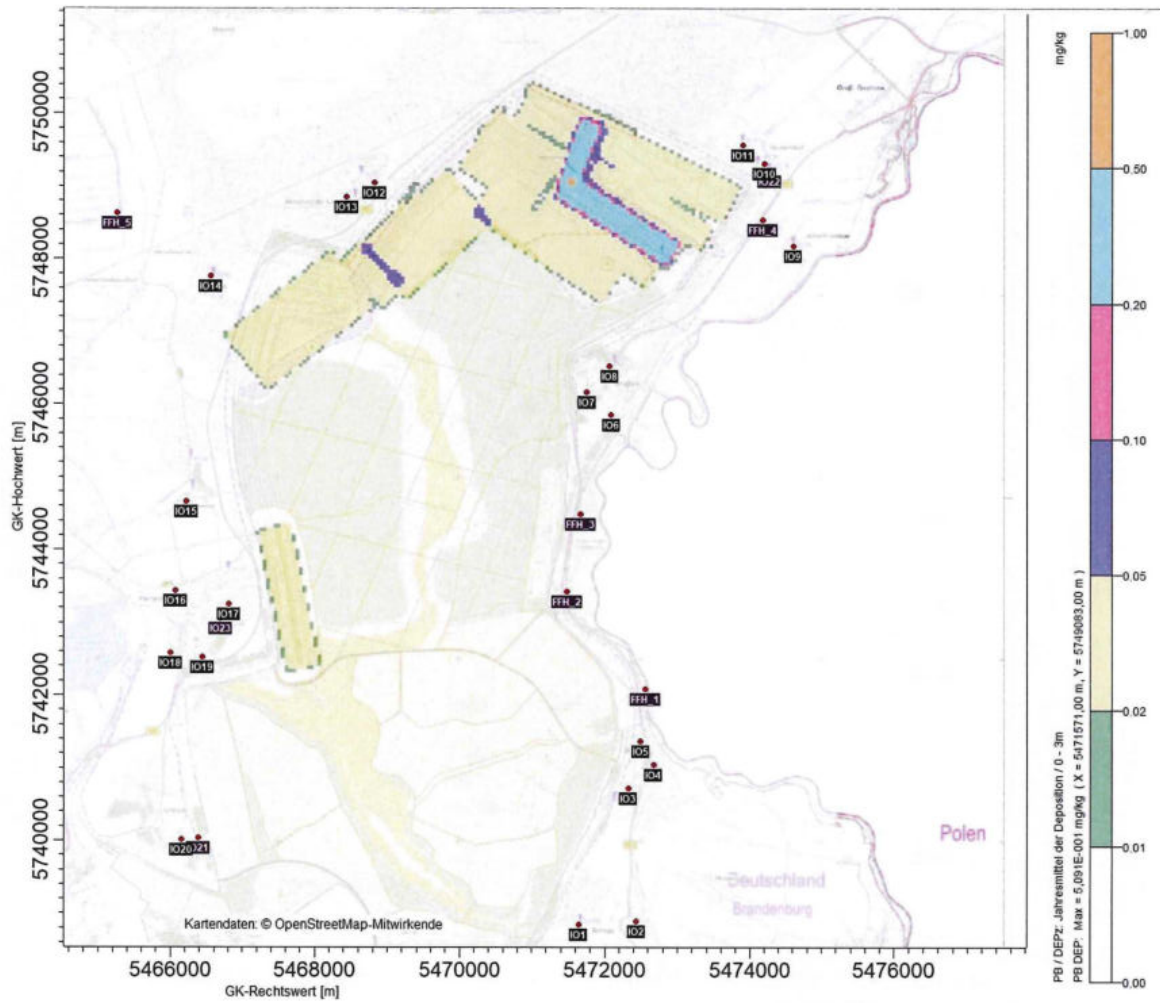 mg/kg
1.00
0.50
0.20
0.10
0.05
0.02
0.01
0.00
PB / DEPz: Jahresmittel der Deposition / 0 - 3m
PB DEP: Max = 5,091E-001 mg/kg ( X = 5471571,00 m, Y = 5749083,00 m )
GK-Hochwert [m]
5750000
5748000
5746000
5744000
5742000
5740000
IO11
IO10
IO22
IO12
IO13
FFH_5
FFH_4
IO9
IO14
IO8
IO7
IO6
IO15
FFH_3
IO16
FFH_2
IO17
IO23
IO18
IO19
FFH_1
IO5
IO4
IO3
IO20
IO21
Polen
Deutschland
Brandenburg
Kartendaten: © OpenStreetMap-Mitwirkende
IO1
IO2
5466000
5468000
5470000
5472000
5474000
5476000
GK-Rechtswert [m]